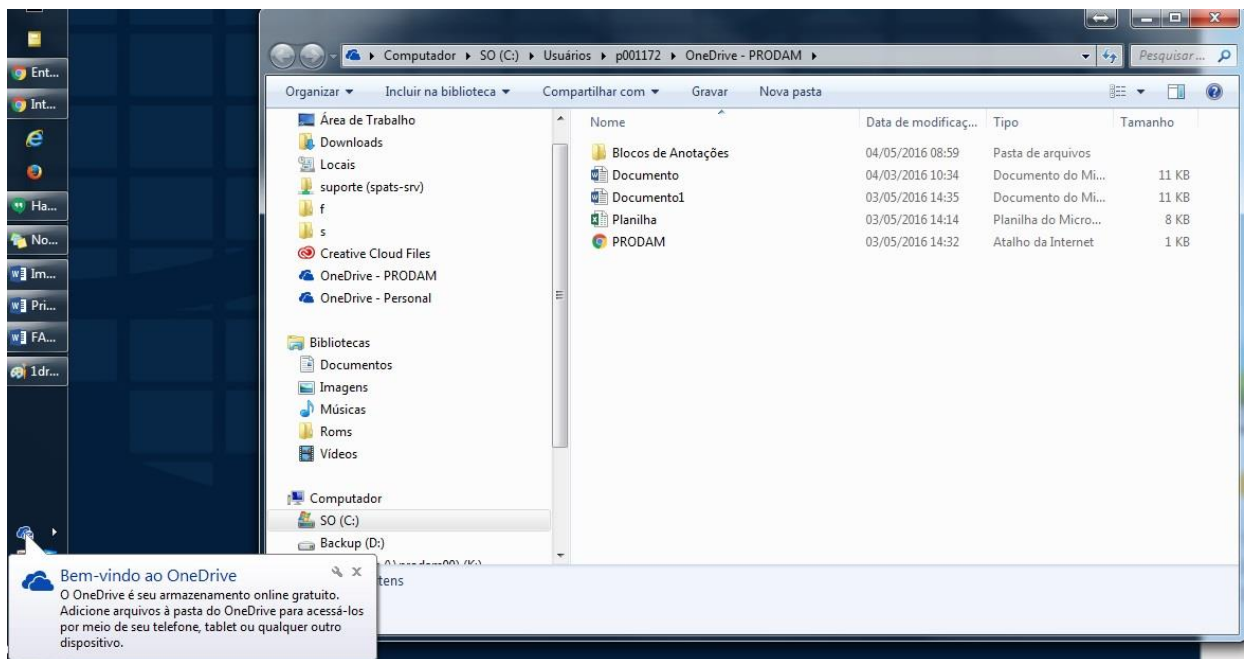 Computador ▸ SO (C:) ▸ Usuários ▸ p001172 ▸ OneDrive - PRODAM ▸
Pesquisar ...
Organizar
Incluir na biblioteca
Compartilhar com
Gravar
Nova pasta
Ent...
Int...
Ha...
No...
Im...
Pri...
FA...
1dr...
Área de Trabalho
Downloads
Locais
suporte (spats-srv)
f
s
Creative Cloud Files
OneDrive - PRODAM
OneDrive - Personal
Bibliotecas
Documentos
Imagens
Músicas
Roms
Vídeos
Computador
SO (C:)
Backup (D:)
Nome Data de modificaç... Tipo Tamanho
Blocos de Anotações 04/05/2016 08:59 Pasta de arquivos
Documento 04/03/2016 10:34 Documento do Mi... 11 KB
Documento1 03/05/2016 14:35 Documento do Mi... 11 KB
Planilha 03/05/2016 14:14 Planilha do Micro... 8 KB
PRODAM 03/05/2016 14:32 Atalho da Internet 1 KB
tens
Bem-vindo ao OneDrive
O OneDrive é seu armazenamento online gratuito.
Adicione arquivos à pasta do OneDrive para acessá-los
por meio de seu telefone, tablet ou qualquer outro
dispositivo.